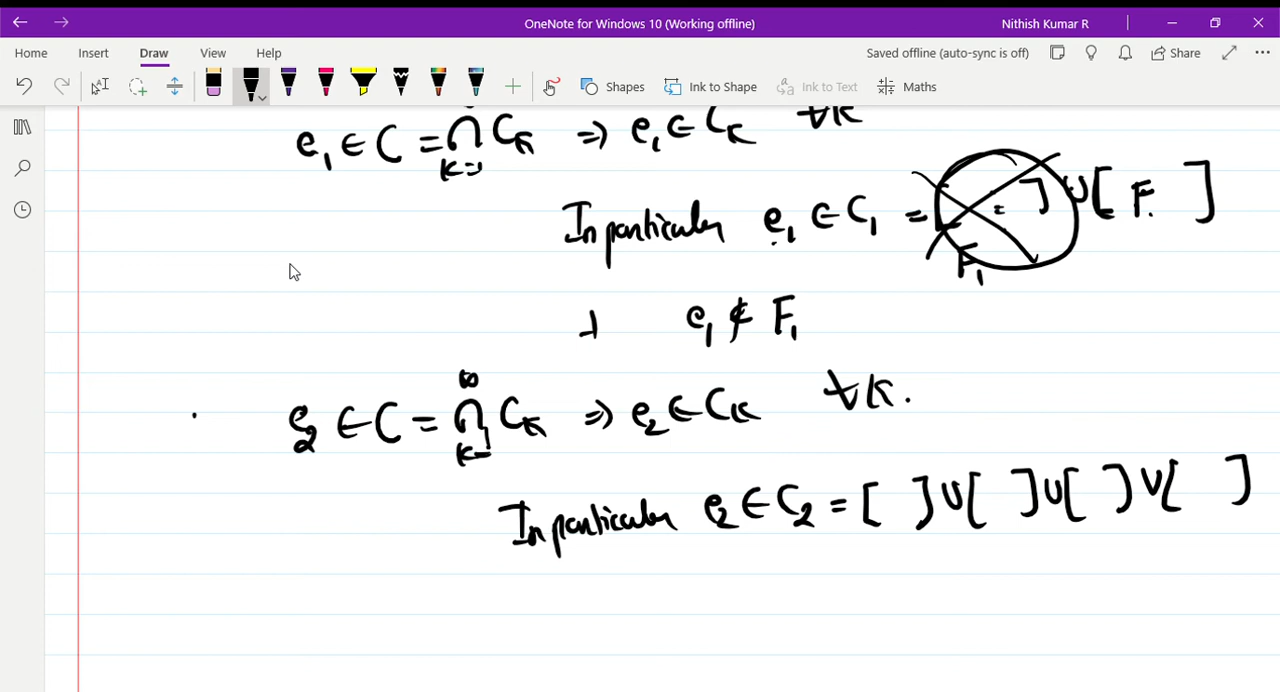 OneNote for Windows 10 (Working offline)
Nithish Kumar R
Home Insert Draw View Help
Saved offline (auto-sync is off)
Share
Shapes
Ink to Shape
Ink to Text
Maths
e₁ ∈ C = ⋂ₖ₌₁ Cₖ ⇒ e₁ ∈ Cₖ ∀k
In particular e₁ ∈ C₁ = [ ] ∪ [ F. ]
F₁
e₁ ∉ F₁
e₂ ∈ C = ⋂ₖ₌₁^∞ Cₖ ⇒ e₂ ∈ Cₖ ∀k.
In particular e₂ ∈ C₂ = [ ] ∪ [ ] ∪ [ ] ∪ [ ]